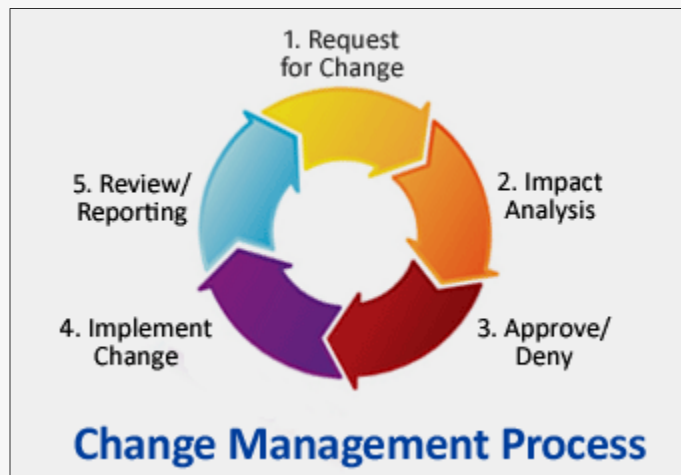 1. Request
for Change
2. Impact
Analysis
3. Approve/
Deny
4. Implement
Change
5. Review/
Reporting
Change Management Process